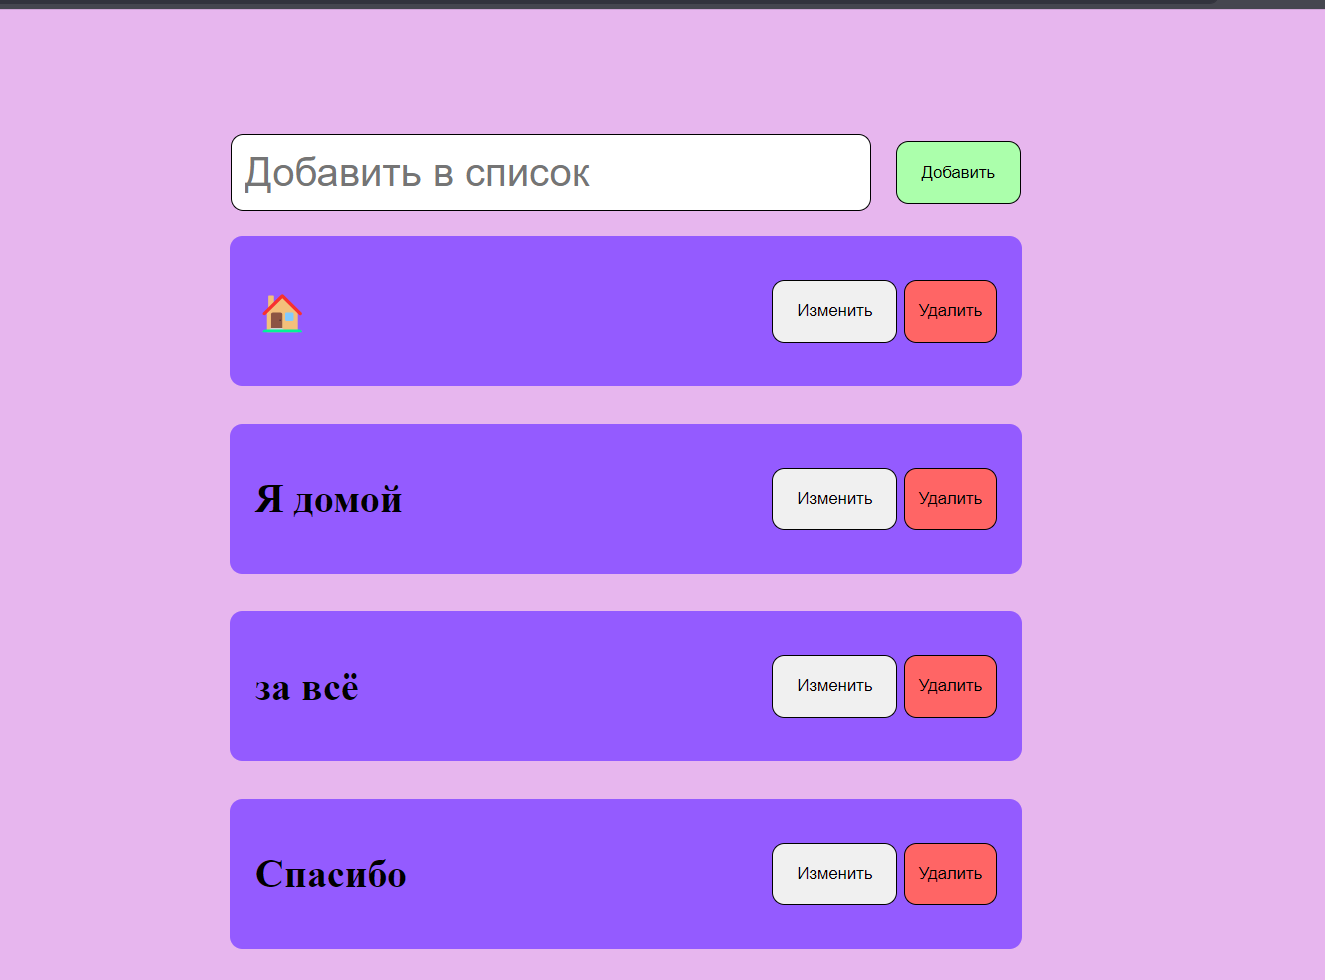 Добавить в список
Добавить
🏠
Изменить Удалить
Я домой
Изменить Удалить
за всё
Изменить Удалить
Спасибо
Изменить Удалить